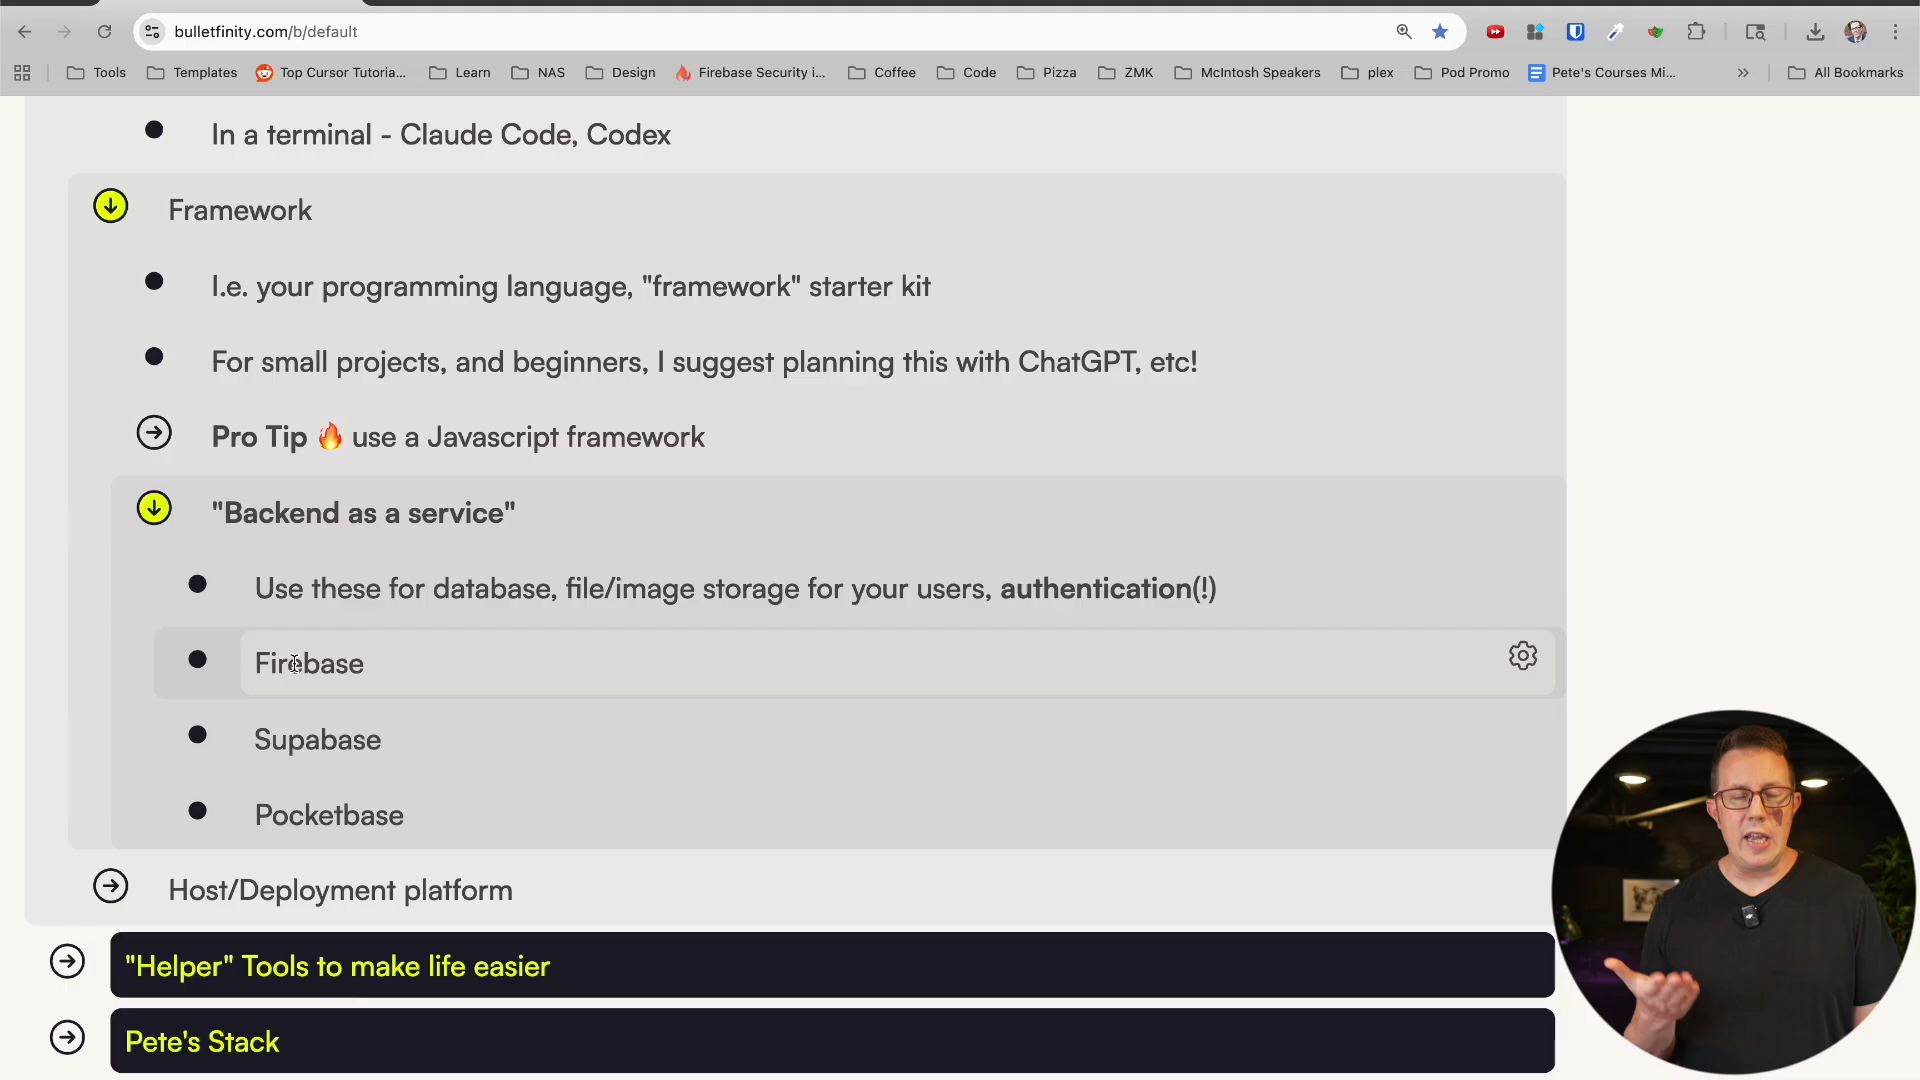 bulletfinity.com/b/default
Tools Templates Top Cursor Tutoria... Learn NAS Design Firebase Security i... Coffee Code Pizza ZMK McIntosh Speakers plex Pod Promo Pete's Courses Mi... » All Bookmarks
In a terminal - Claude Code, Codex
Framework
I.e. your programming language, "framework" starter kit
For small projects, and beginners, I suggest planning this with ChatGPT, etc!
Pro Tip 🔥 use a Javascript framework
"Backend as a service"
Use these for database, file/image storage for your users, authentication(!)
Firebase
Supabase
Pocketbase
Host/Deployment platform
"Helper" Tools to make life easier
Pete's Stack